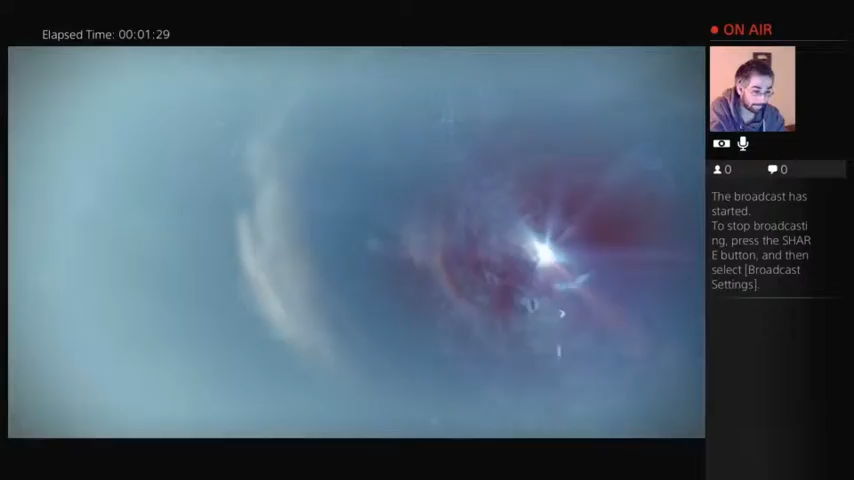 Elapsed Time: 00:01:29
ON AIR
0
0
The broadcast has
started.
To stop broadcasti
ng, press the SHAR
E button, and then
select [Broadcast
Settings].